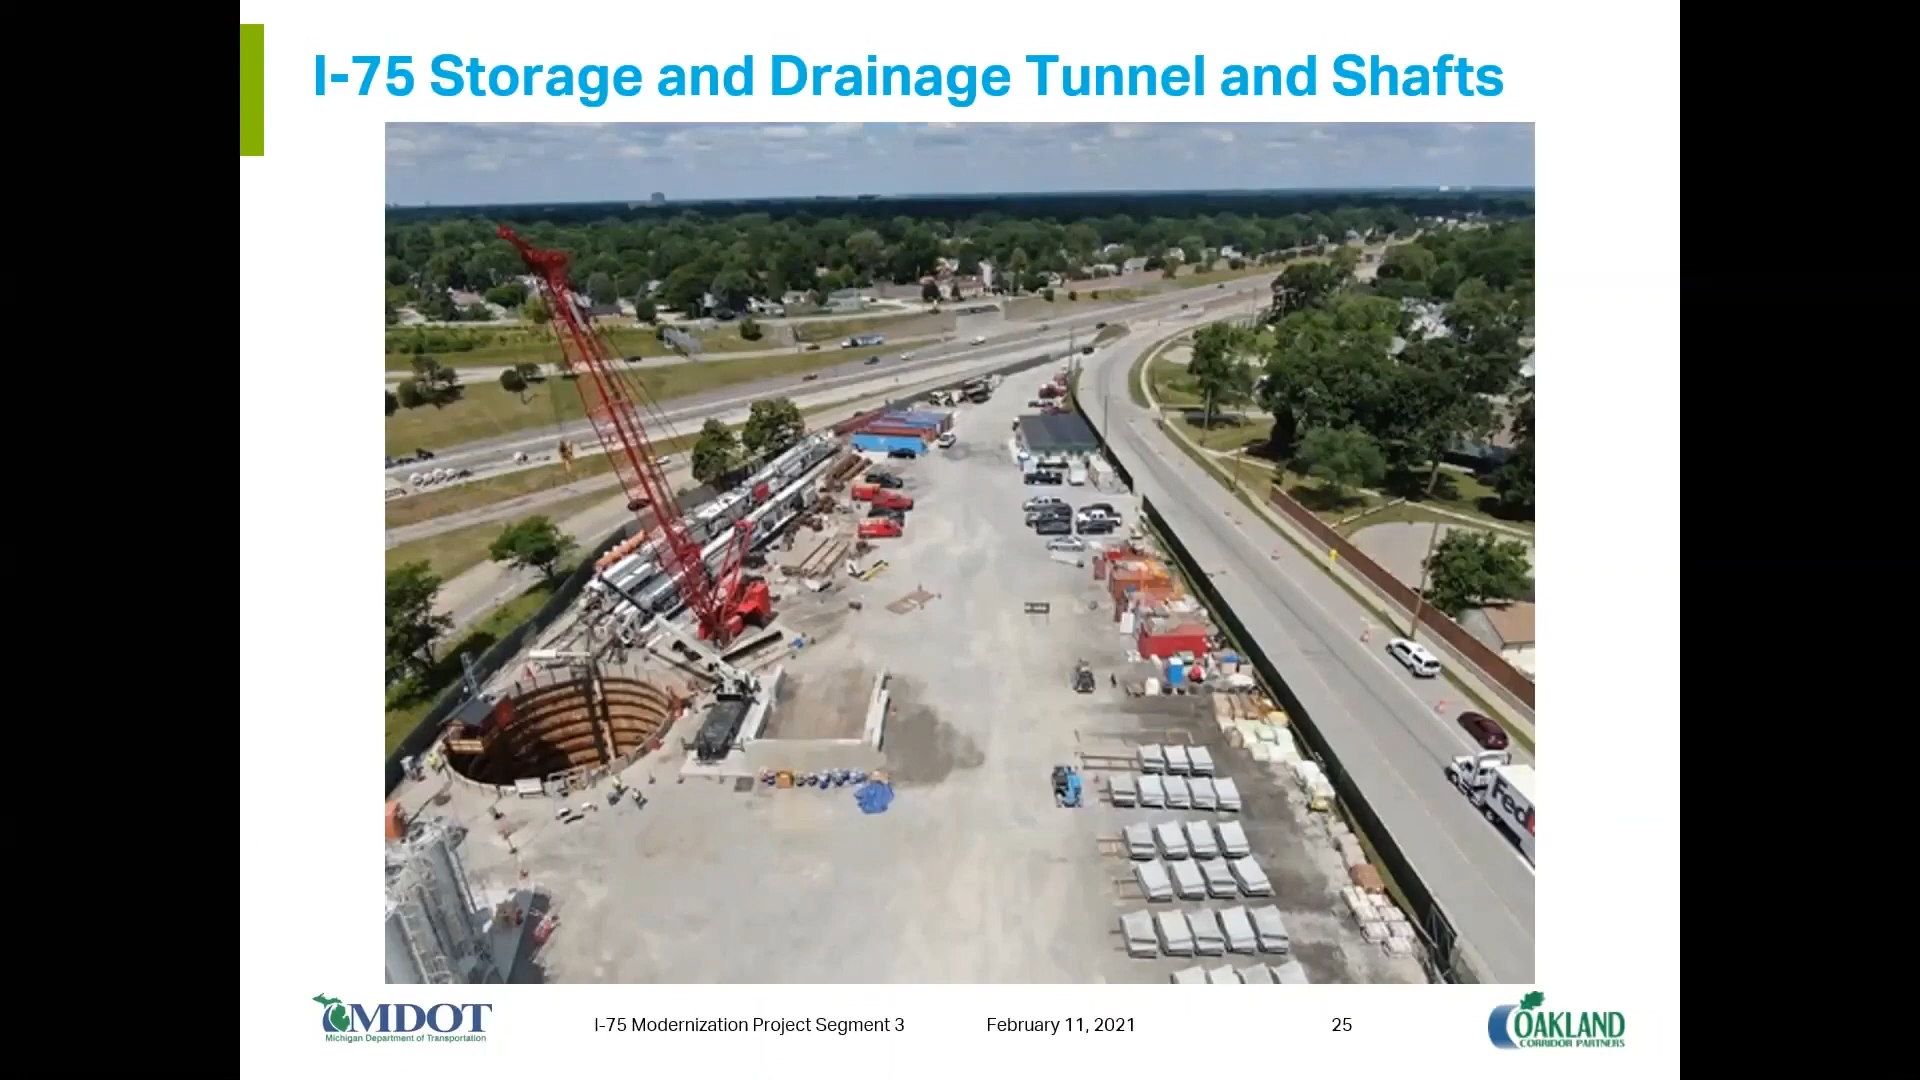 I-75 Storage and Drainage Tunnel and Shafts
Fed
MDOT
Michigan Department of Transportation
I-75 Modernization Project Segment 3
February 11, 2021
25
OAKLAND
CORRIDOR PARTNERS